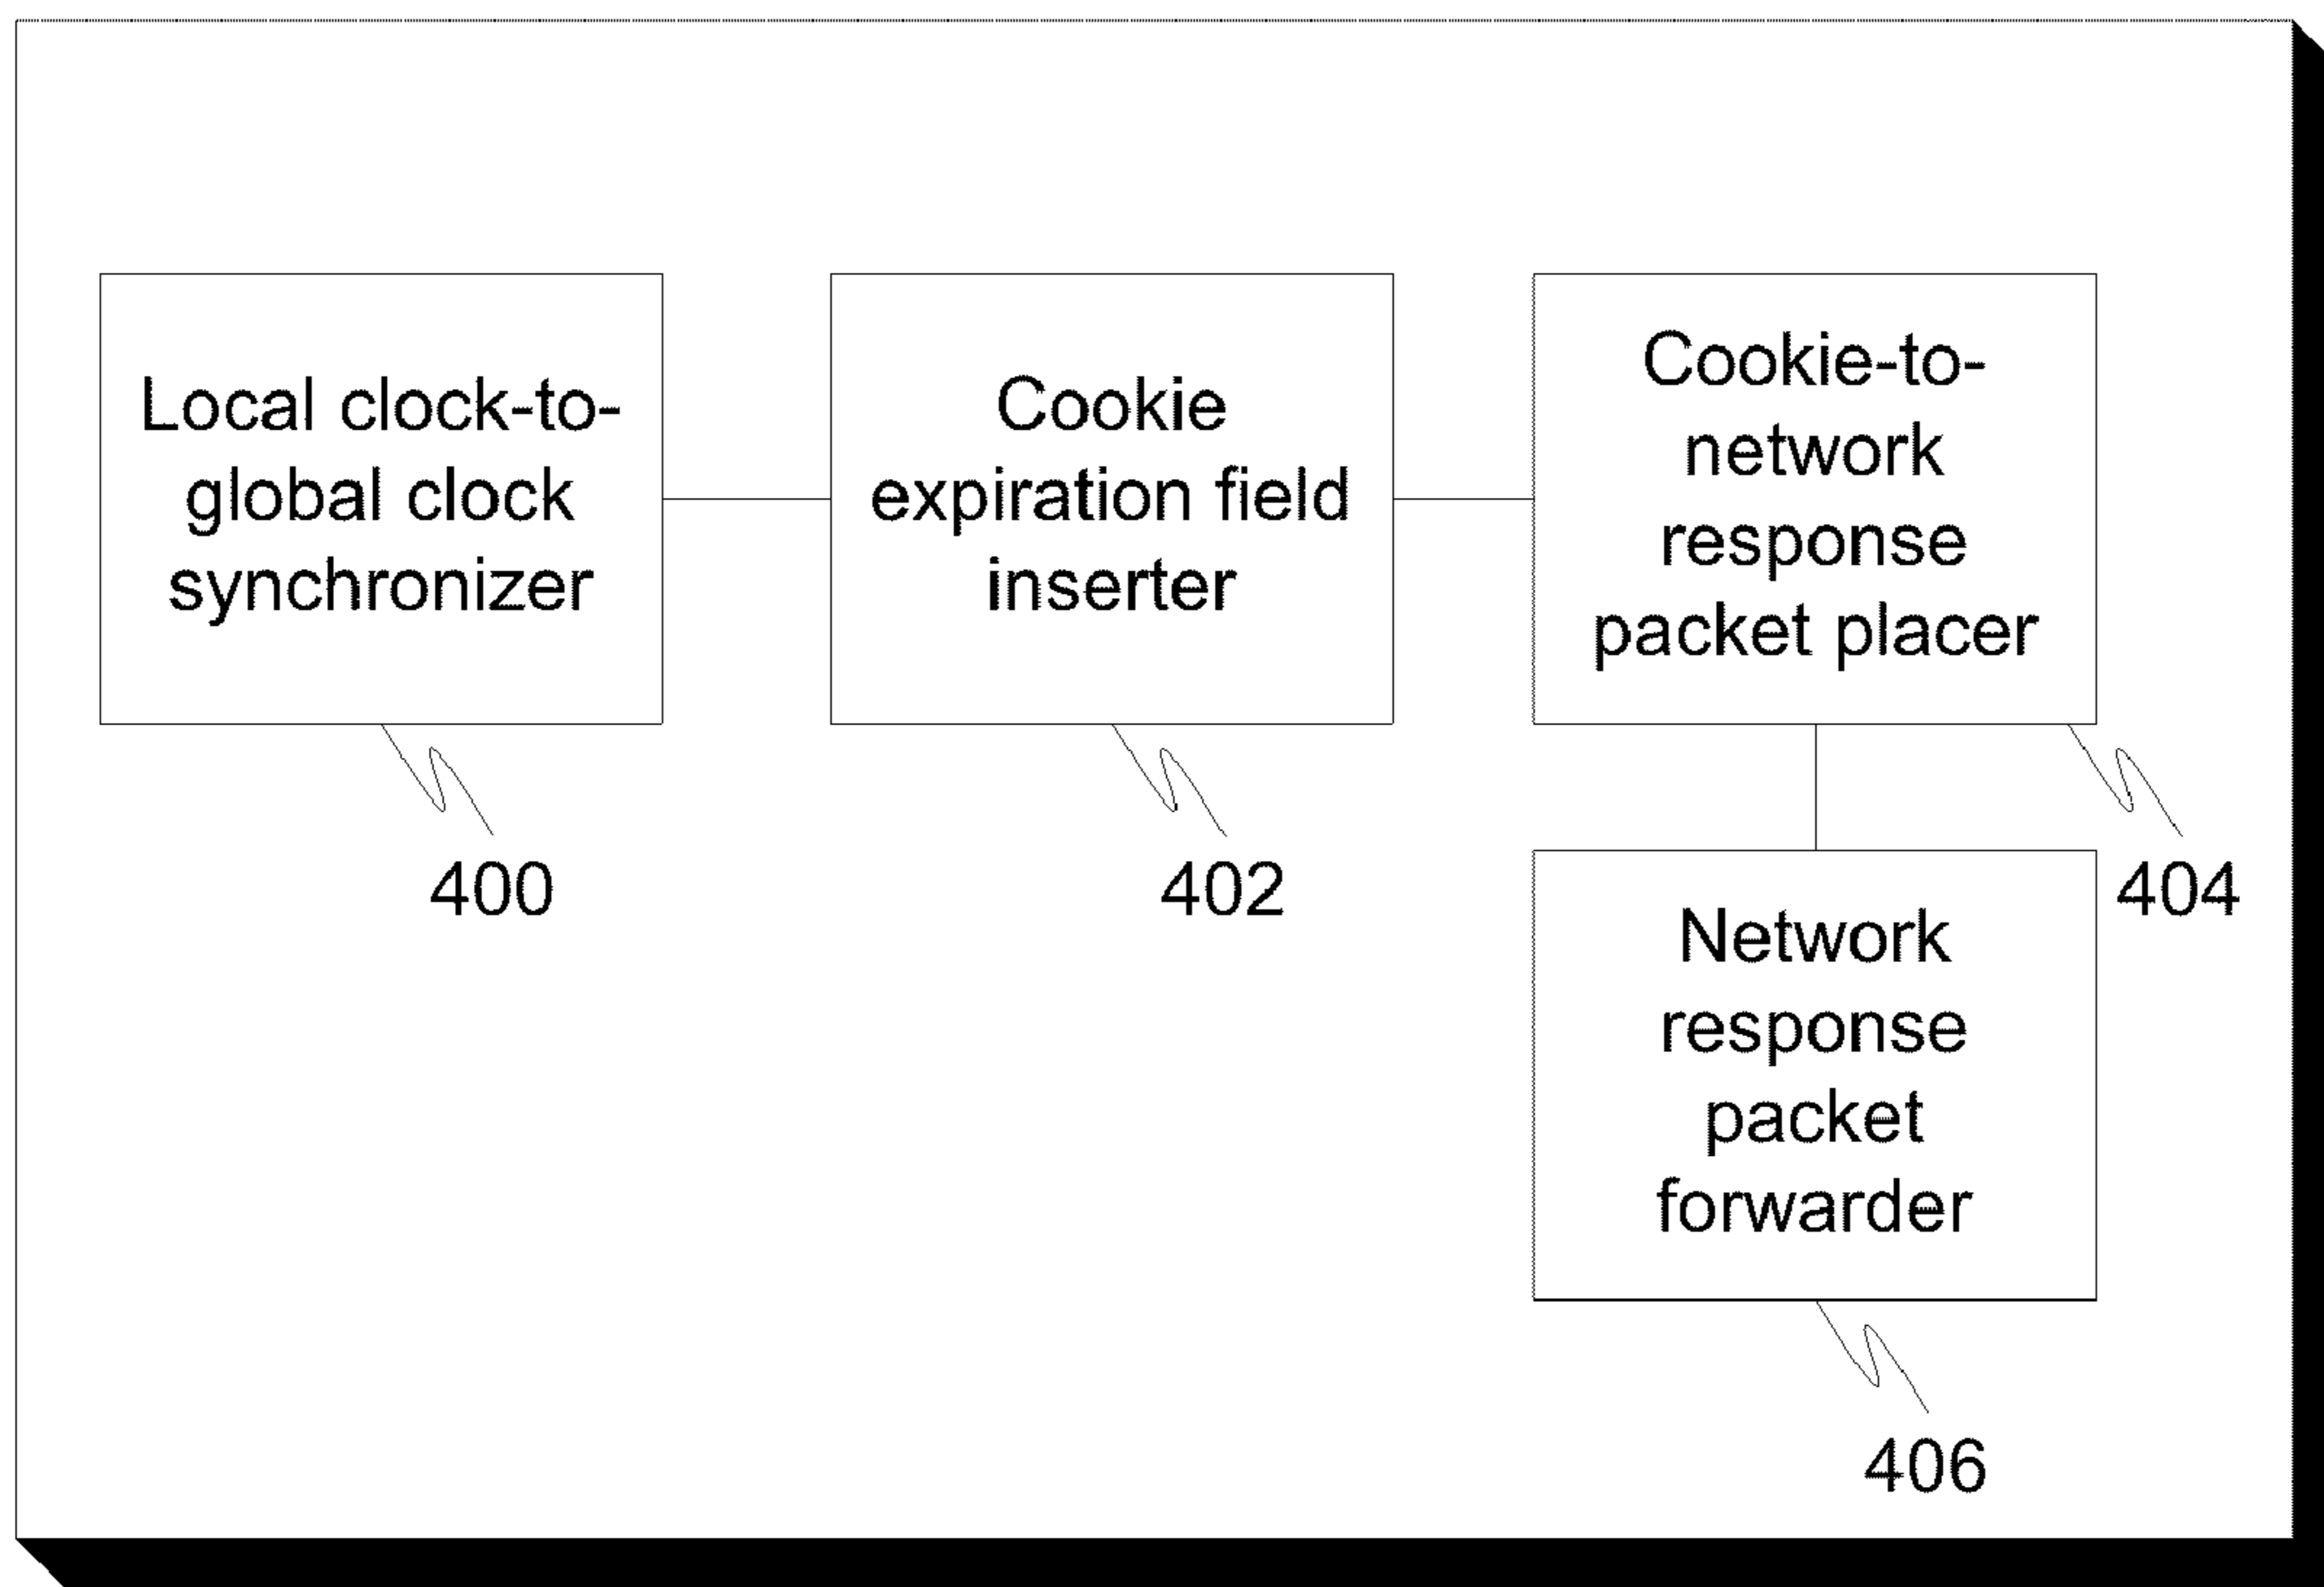 Local clock-to-
global clock
synchronizer
Cookie
expiration field
inserter
Cookie-to-
network
response
packet placer
400
402
404
Network
response
packet
forwarder
406